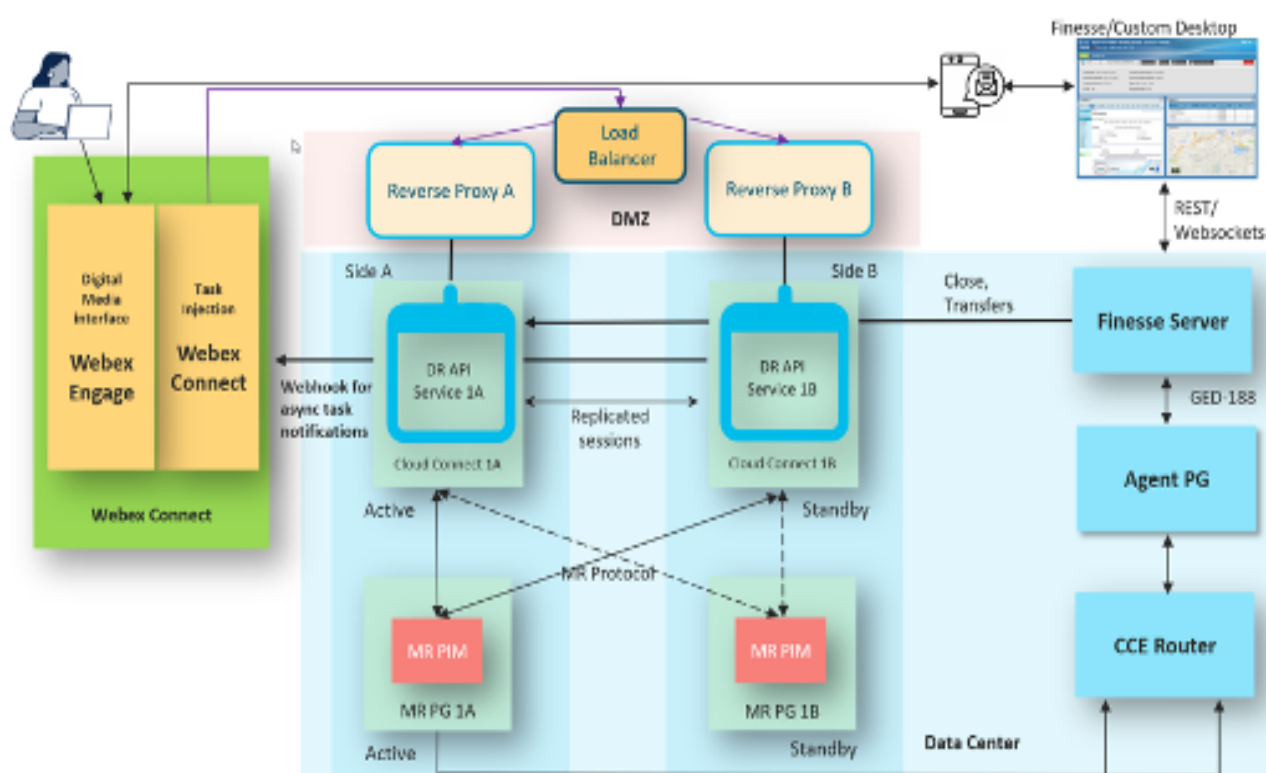 Finesse/Custom Desktop
Load
Balancer
Reverse Proxy A
Reverse Proxy B
DMZ
REST/
Websockets
Side A
Side B
Digital
Media
Interface
Webex
Engage
Task
Injection
Webex
Connect
Webex Connect
Close,
Transfers
Finesse Server
DR API
Service 1A
DR API
Service 1B
Webhook for
async task
notifications
Replicated
sessions
GED-188
Cloud Connect 1A
Cloud Connect 1B
Agent PG
Active
Standby
MR Protocol
MR PIM
MR PIM
CCE Router
MR PG 1A
MR PG 1B
Active
Standby
Data Center